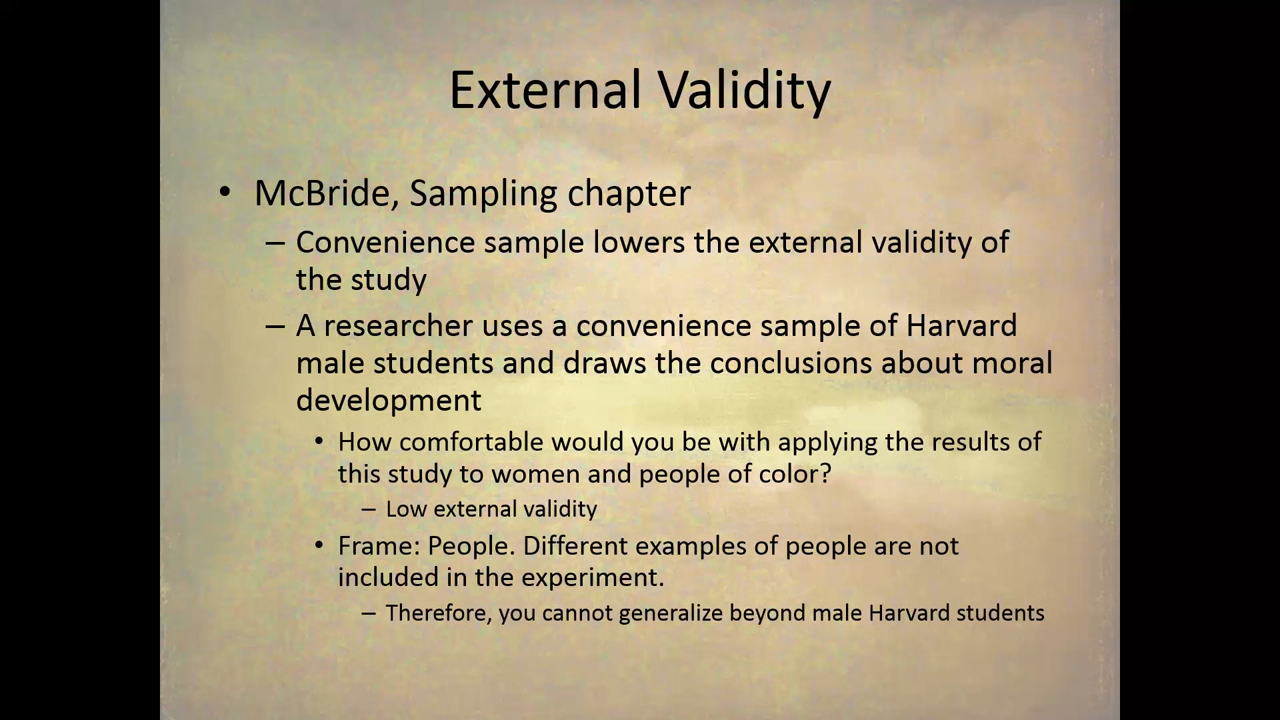 External Validity
• McBride, Sampling chapter
– Convenience sample lowers the external validity of
the study
– A researcher uses a convenience sample of Harvard
male students and draws the conclusions about moral
development
• How comfortable would you be with applying the results of
this study to women and people of color?
– Low external validity
• Frame: People. Different examples of people are not
included in the experiment.
– Therefore, you cannot generalize beyond male Harvard students